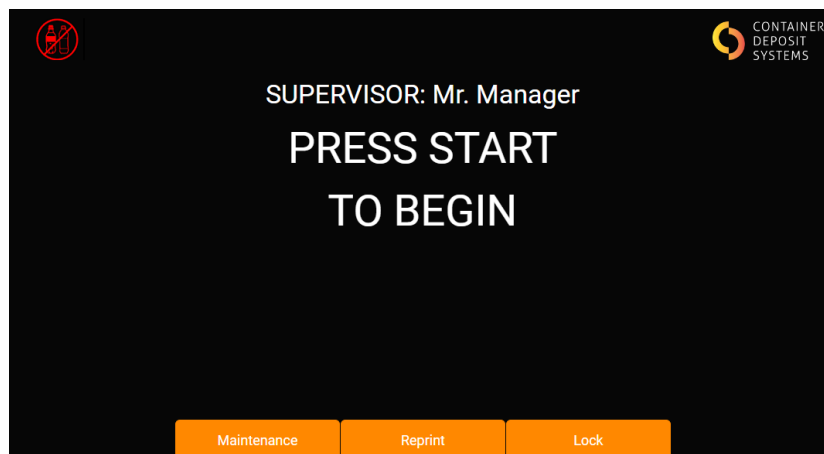 CONTAINER
DEPOSIT
SYSTEMS
SUPERVISOR: Mr. Manager
PRESS START
TO BEGIN
Maintenance
Reprint
Lock